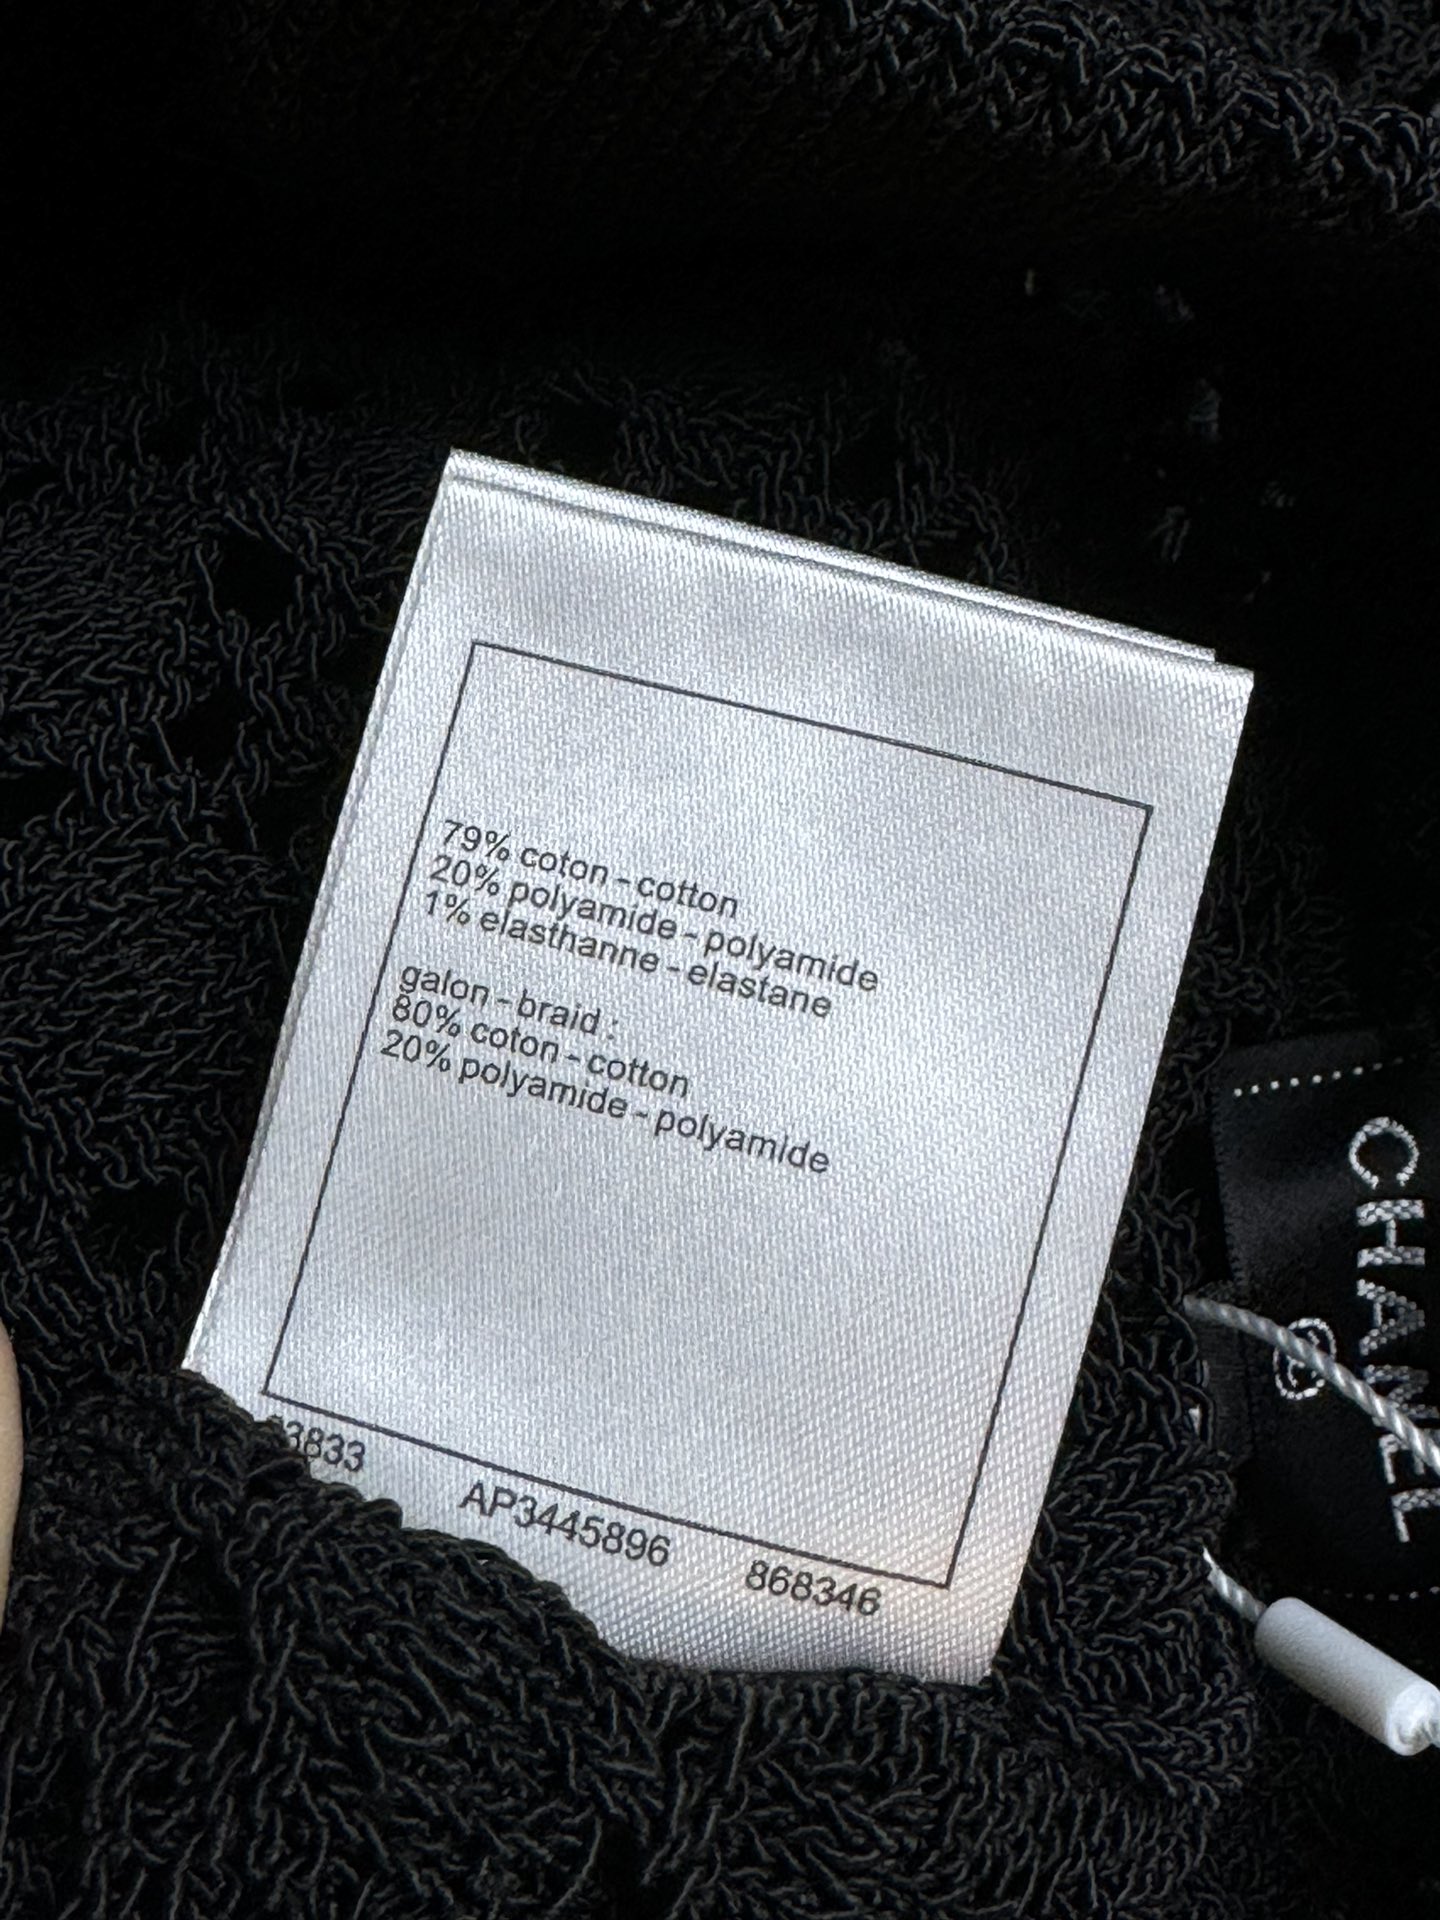 79% coton - cotton
20% polyamide - polyamide
1% elasthanne - elastane
galon - braid :
80% coton - cotton
20% polyamide - polyamide
3833 AP3445896 868346
CHANEL
®